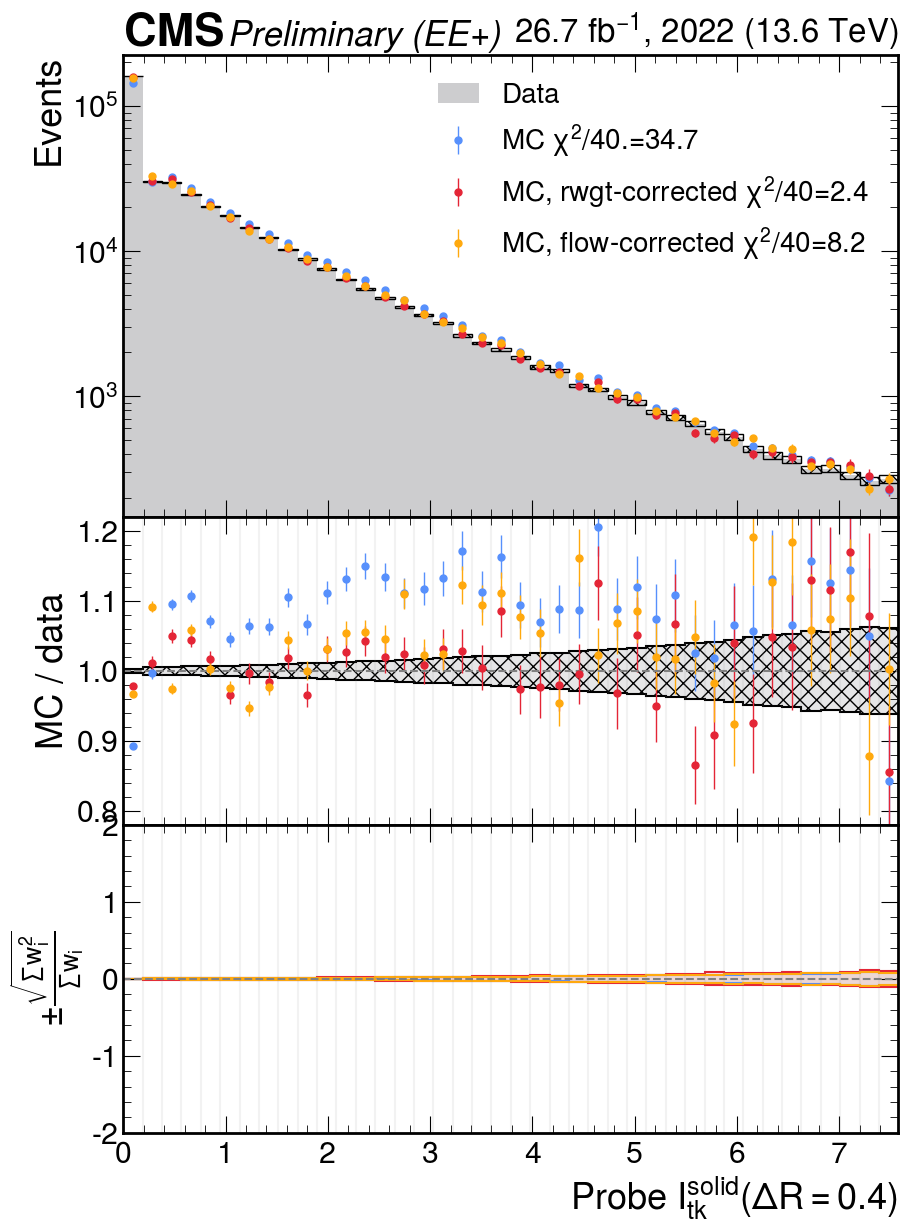 CMS Preliminary (EE+) 26.7 fb⁻¹, 2022 (13.6 TeV)
Events
Data
MC χ²/40.=34.7
MC, rwgt-corrected χ²/40=2.4
MC, flow-corrected χ²/40=8.2
10⁵
10⁴
10³
MC / data
1.2
1.1
1.0
0.9
0.8
±√Σwᵢ²/Σwᵢ
2
1
0
-1
-2
0 1 2 3 4 5 6 7
Probe I_tk^solid(ΔR = 0.4)